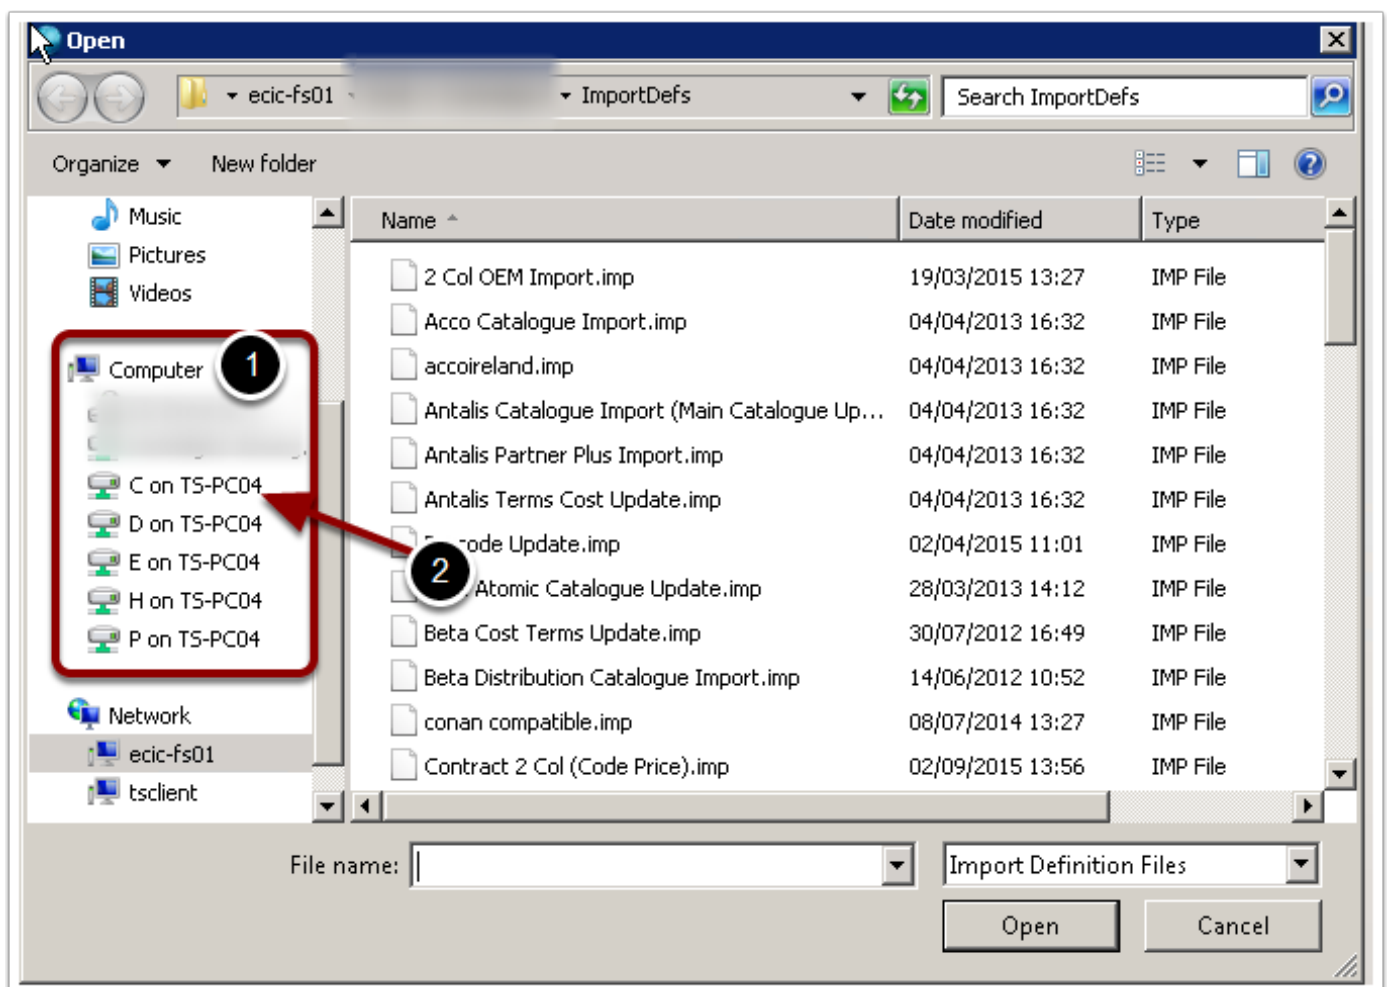 Open
ecic-fs01 ImportDefs Search ImportDefs
Organize New folder
Music
Pictures
Videos
Computer 1
C on TS-PC04
D on TS-PC04
E on TS-PC04
H on TS-PC04
P on TS-PC04
Network
ecic-fs01
tsclient
Name Date modified Type
2 Col OEM Import.imp 19/03/2015 13:27 IMP File
Acco Catalogue Import.imp 04/04/2013 16:32 IMP File
accoireland.imp 04/04/2013 16:32 IMP File
Antalis Catalogue Import (Main Catalogue Up... 04/04/2013 16:32 IMP File
Antalis Partner Plus Import.imp 04/04/2013 16:32 IMP File
Antalis Terms Cost Update.imp 04/04/2013 16:32 IMP File
Update.imp 02/04/2015 11:01 IMP File
2 Atomic Catalogue Update.imp 28/03/2013 14:12 IMP File
Beta Cost Terms Update.imp 30/07/2012 16:49 IMP File
Beta Distribution Catalogue Import.imp 14/06/2012 10:52 IMP File
conan compatible.imp 08/07/2014 13:27 IMP File
Contract 2 Col (Code Price).imp 02/09/2015 13:56 IMP File
File name: Import Definition Files
Open Cancel